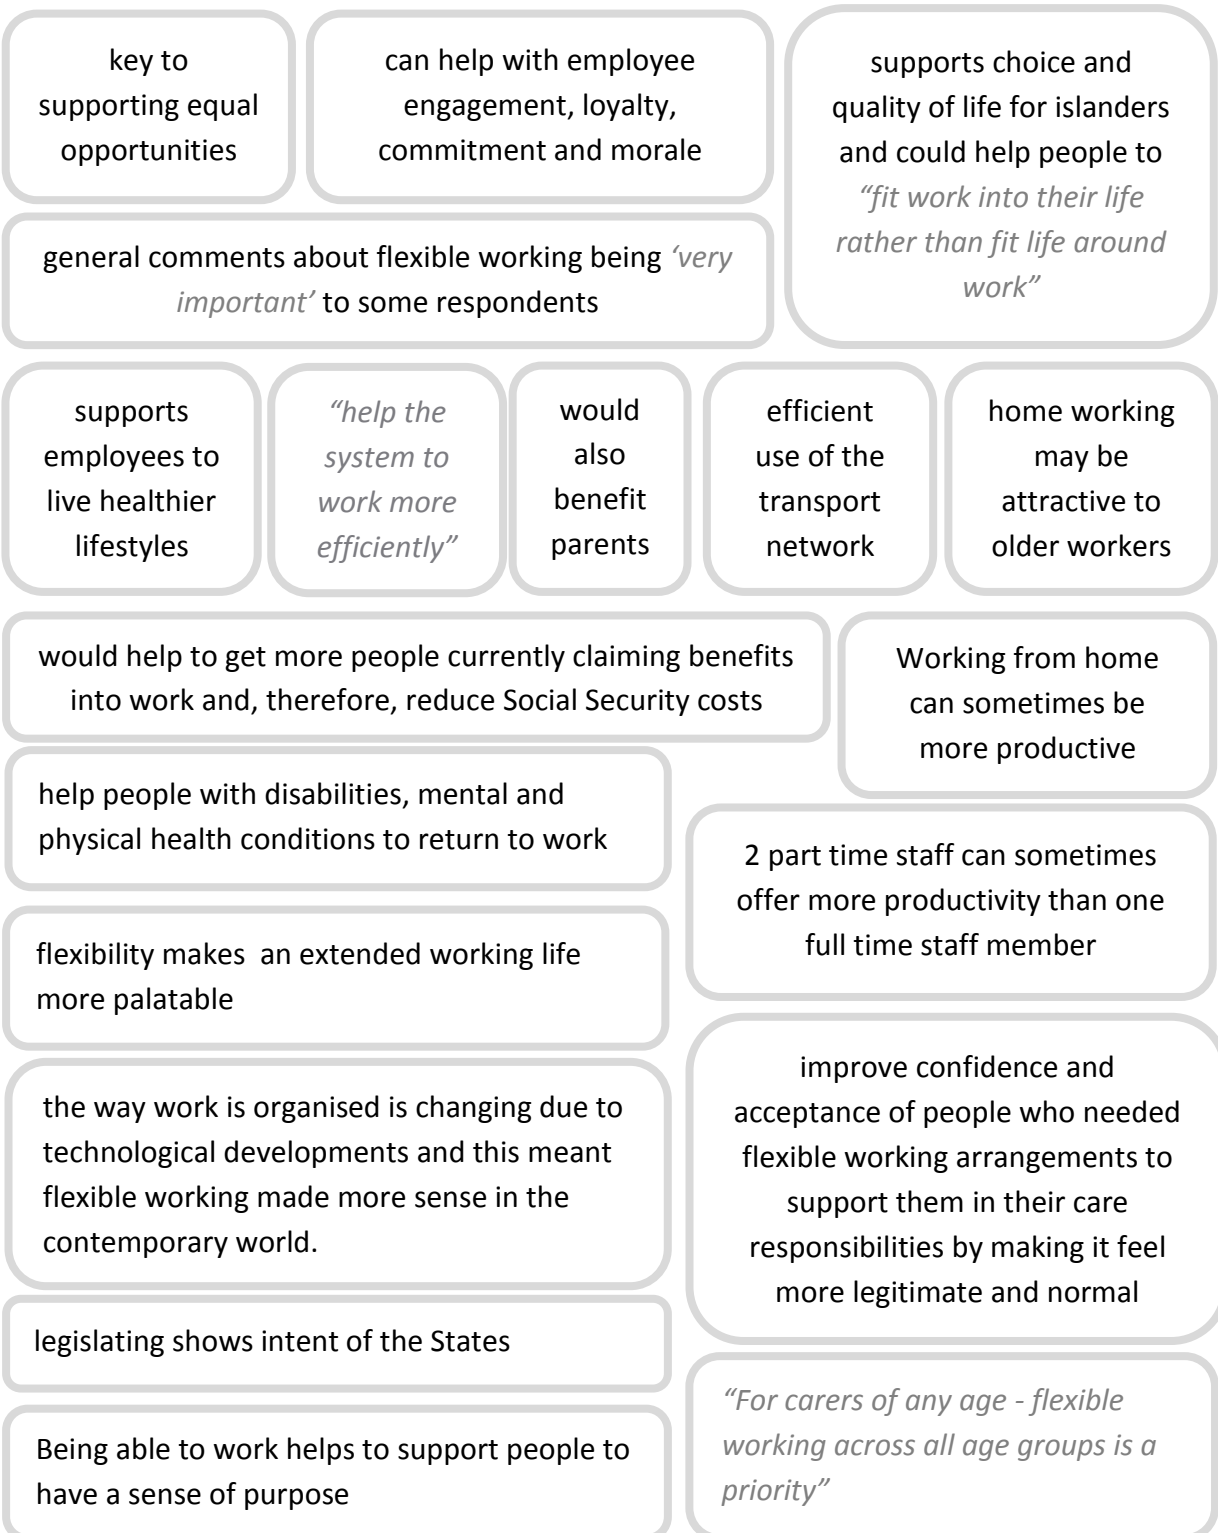 key to
supporting equal
opportunities
can help with employee
engagement, loyalty,
commitment and morale
supports choice and
quality of life for islanders
and could help people to
“fit work into their life
rather than fit life around
work”
general comments about flexible working being ‘very
important’ to some respondents
supports
employees to
live healthier
lifestyles
“help the
system to
work more
efficiently”
would
also
benefit
parents
efficient
use of the
transport
network
home working
may be
attractive to
older workers
would help to get more people currently claiming benefits
into work and, therefore, reduce Social Security costs
Working from home
can sometimes be
more productive
help people with disabilities, mental and
physical health conditions to return to work
2 part time staff can sometimes
offer more productivity than one
full time staff member
flexibility makes  an extended working life
more palatable
improve confidence and
acceptance of people who needed
flexible working arrangements to
support them in their care
responsibilities by making it feel
more legitimate and normal
the way work is organised is changing due to
technological developments and this meant
flexible working made more sense in the
contemporary world.
legislating shows intent of the States
“For carers of any age - flexible
working across all age groups is a
priority”
Being able to work helps to support people to
have a sense of purpose